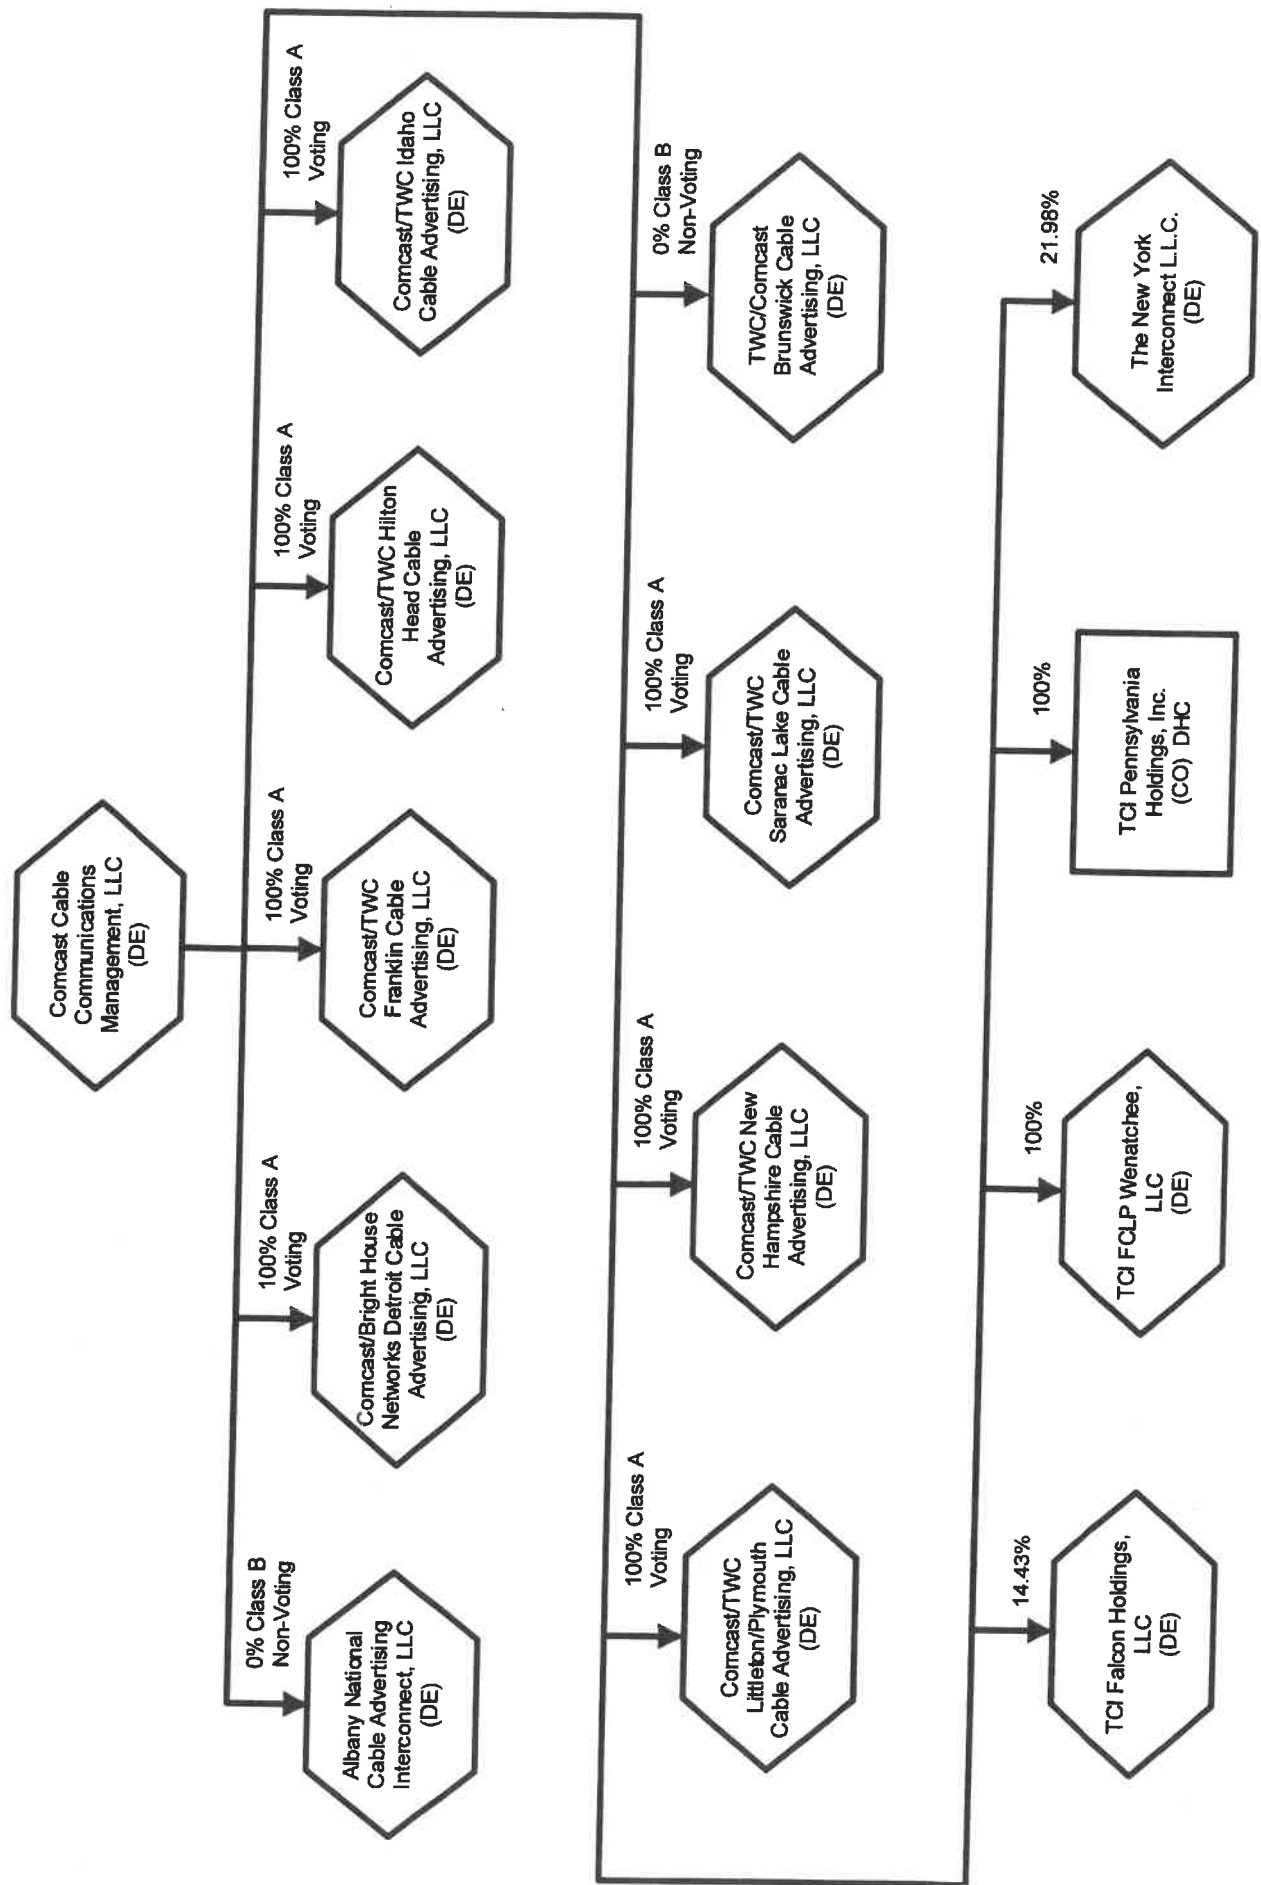 Comcast Cable
Communications
Management, LLC
(DE)
0% Class B
Non-Voting
Albany National
Cable Advertising
Interconnect, LLC
(DE)
100% Class A
Voting
Comcast/Bright House
Networks Detroit Cable
Advertising, LLC
(DE)
100% Class A
Voting
Comcast/TWC
Franklin Cable
Advertising, LLC
(DE)
100% Class A
Voting
Comcast/TWC Hilton
Head Cable
Advertising, LLC
(DE)
100% Class A
Voting
Comcast/TWC Idaho
Cable Advertising, LLC
(DE)
100% Class A
Voting
Comcast/TWC
Littleton/Plymouth
Cable Advertising, LLC
(DE)
100% Class A
Voting
Comcast/TWC New
Hampshire Cable
Advertising, LLC
(DE)
100% Class A
Voting
Comcast/TWC
Saranac Lake Cable
Advertising, LLC
(DE)
0% Class B
Non-Voting
TWC/Comcast
Brunswick Cable
Advertising, LLC
(DE)
14.43%
TCI Falcon Holdings,
LLC
(DE)
100%
TCI FCLP Wenatchee,
LLC
(DE)
100%
TCI Pennsylvania
Holdings, Inc.
(CO) DHC
21.98%
The New York
Interconnect L.L.C.
(DE)